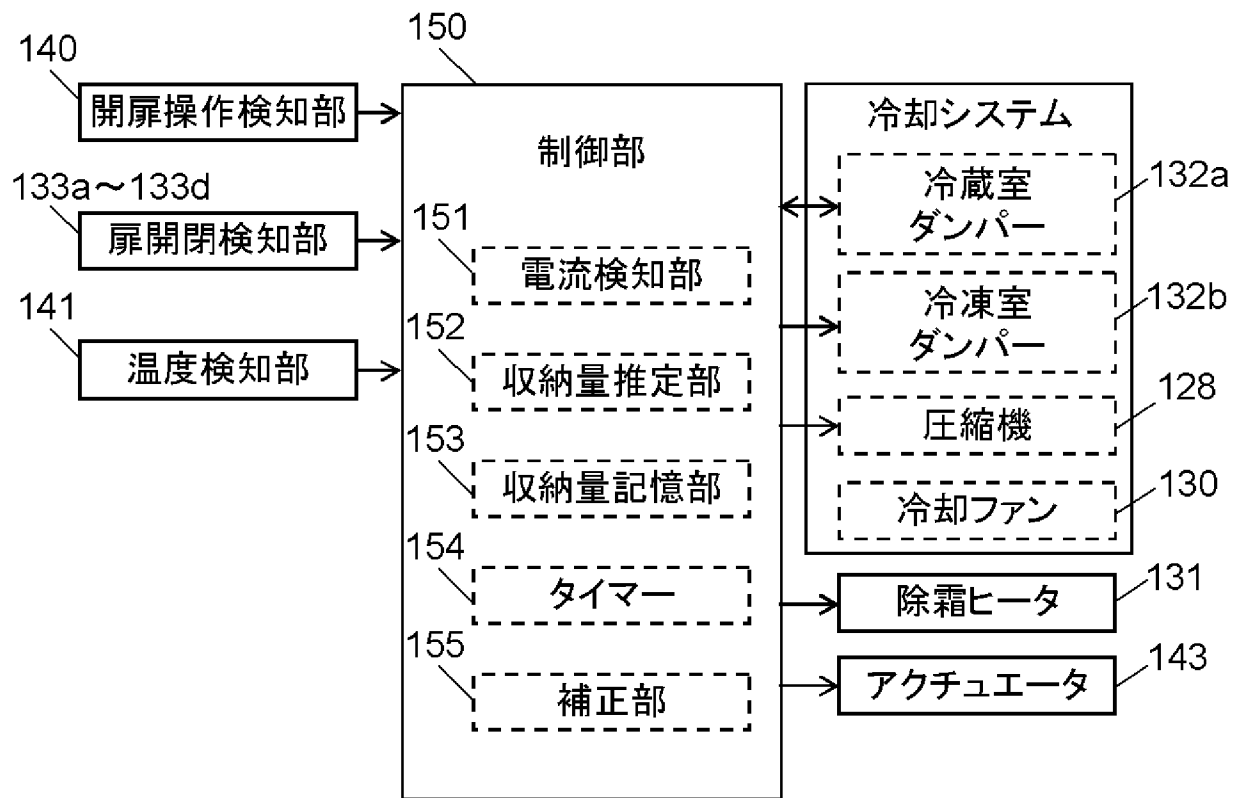 140
開扉操作検知部
133a～133d
扉開閉検知部
141
温度検知部
150
制御部
151
電流検知部
152
収納量推定部
153
収納量記憶部
154
タイマー
155
補正部
冷却システム
冷蔵室
ダンパー
132a
冷凍室
ダンパー
132b
圧縮機
128
冷却ファン
130
除霜ヒータ
131
アクチュエータ
143